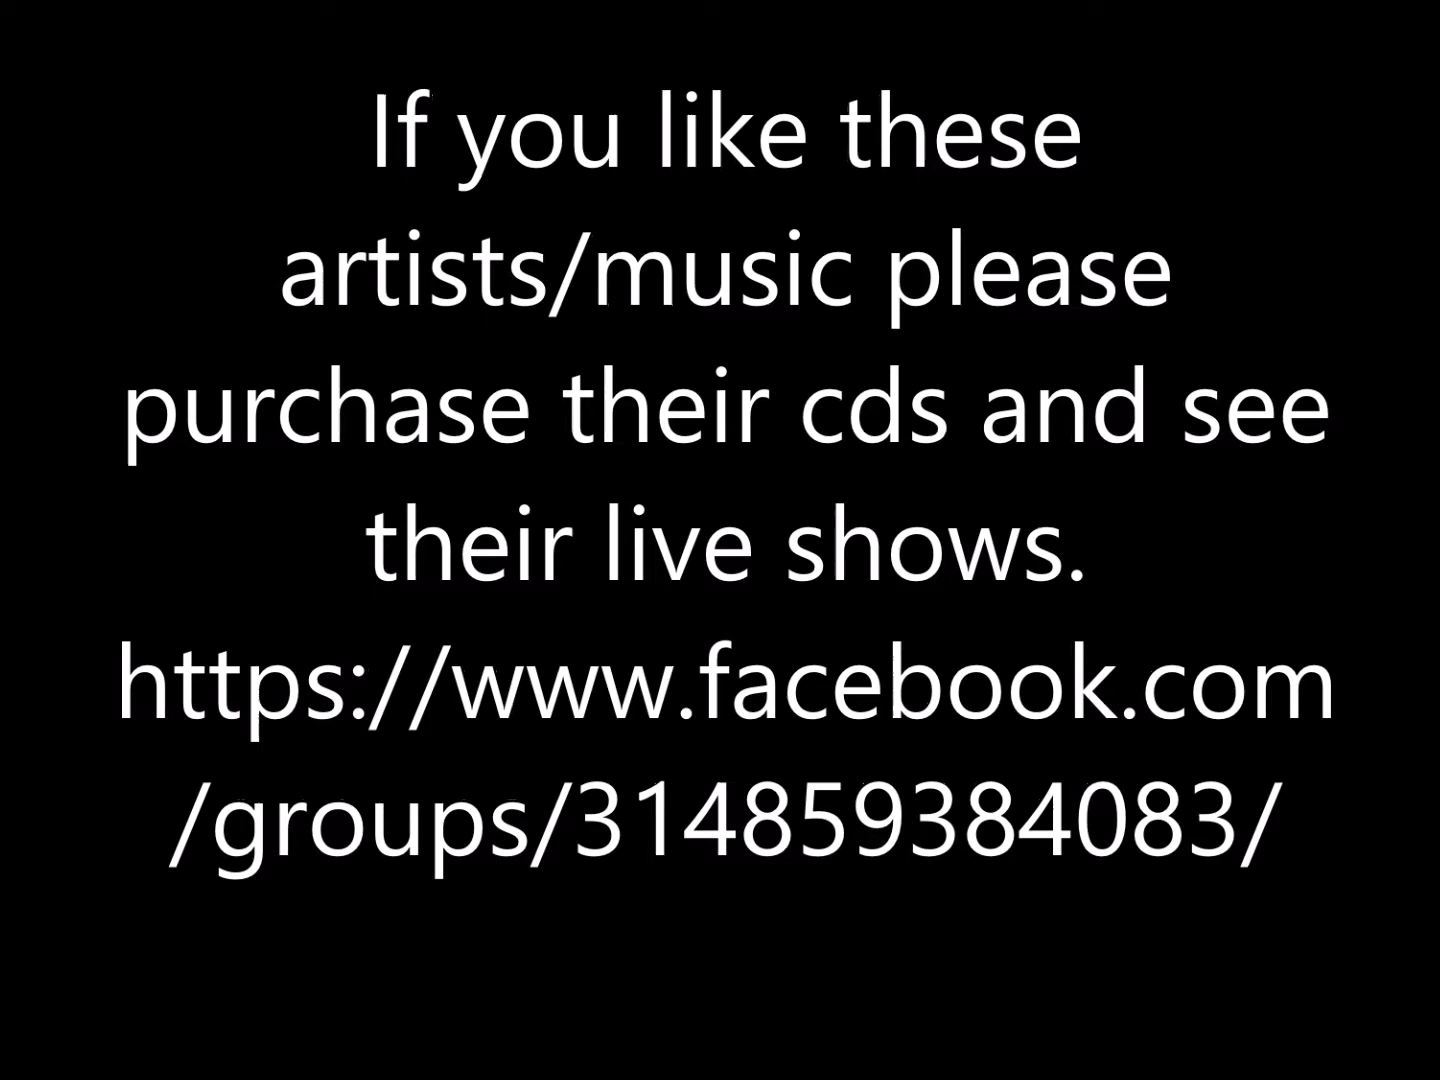 If you like these
artists/music please
purchase their cds and see
their live shows.
https://www.facebook.com
/groups/314859384083/